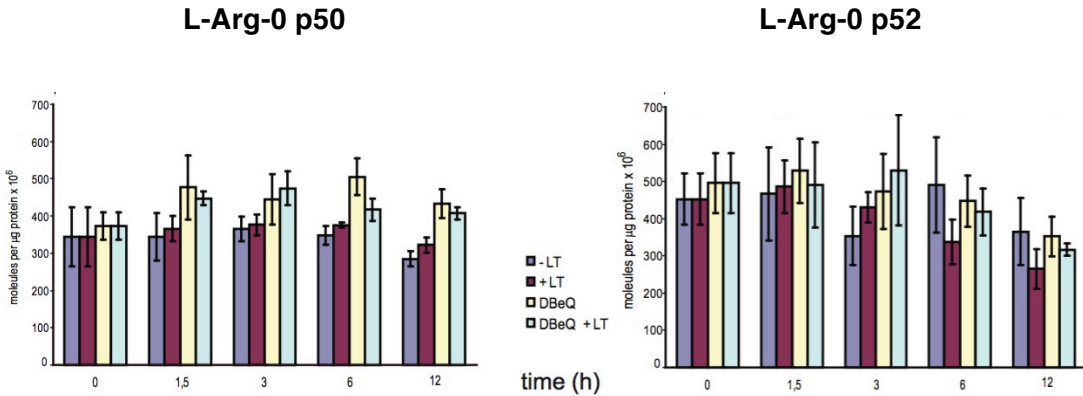 L-Arg-0 p50
moleules per µg protein x 10⁶
700
600
500
400
300
200
100
0
0 1,5 3 6 12
- LT
+ LT
DBeQ
DBeQ + LT
time (h)
L-Arg-0 p52
moleules per µg protein x 10⁶
700
600
500
400
300
200
100
0
0 1,5 3 6 12